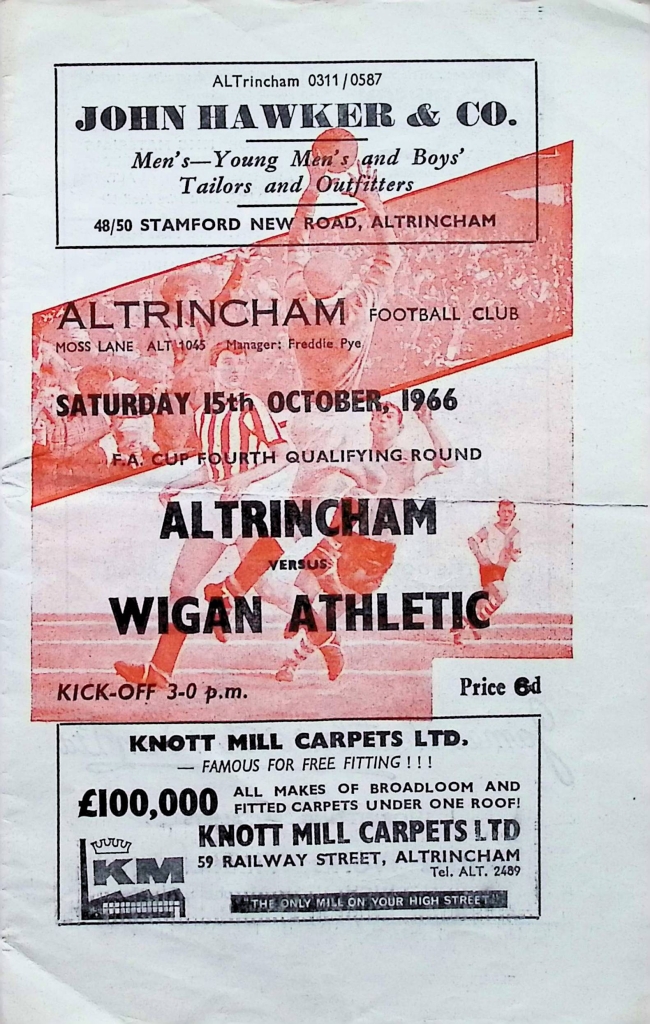 ALTrincham 0311/0587
JOHN HAWKER & CO.
Men's—Young Men's and Boys'
Tailors and Outfitters
48/50 STAMFORD NEW ROAD, ALTRINCHAM
ALTRINCHAM FOOTBALL CLUB
MOSS LANE ALT 1045 Manager: Freddie Pye
SATURDAY 15th OCTOBER, 1966
F.A. CUP FOURTH QUALIFYING ROUND
ALTRINCHAM
VERSUS
WIGAN ATHLETIC
KICK-OFF 3-0 p.m.
Price 6d
KNOTT MILL CARPETS LTD.
— FAMOUS FOR FREE FITTING ! ! !
£100,000 ALL MAKES OF BROADLOOM AND
FITTED CARPETS UNDER ONE ROOF!
KNOTT MILL CARPETS LTD
59 RAILWAY STREET, ALTRINCHAM
Tel. ALT. 2489
KM
"THE ONLY MILL ON YOUR HIGH STREET"